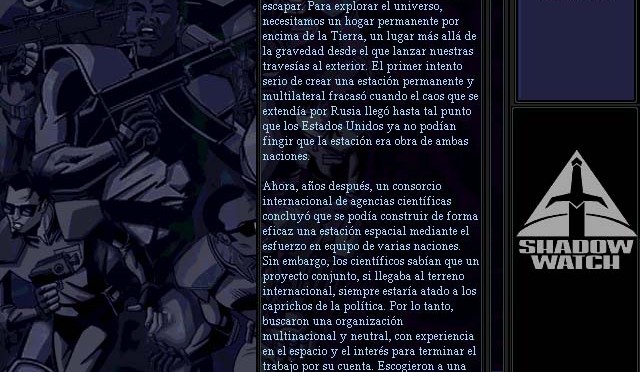 escapar. Para explorar el universo,
necesitamos un hogar permanente por
encima de la Tierra, un lugar más allá de
la gravedad desde el que lanzar nuestras
travesías al exterior. El primer intento
serio de crear una estación permanente y
multilateral fracasó cuando el caos que se
extendía por Rusia llegó hasta tal punto
que los Estados Unidos ya no podían
fingir que la estación era obra de ambas
naciones.
Ahora, años después, un consorcio
internacional de agencias científicas
concluyó que se podía construir de forma
eficaz una estación espacial mediante el
esfuerzo en equipo de varias naciones.
Sin embargo, los científicos sabían que un
proyecto conjunto, si llegaba al terreno
internacional, siempre estaría atado a los
caprichos de la política. Por lo tanto,
buscaron una organización
multinacional y neutral, con experiencia
en el espacio y el interés para terminar el
trabajo por su cuenta. Escogieron a una
SHADOW
WATCH